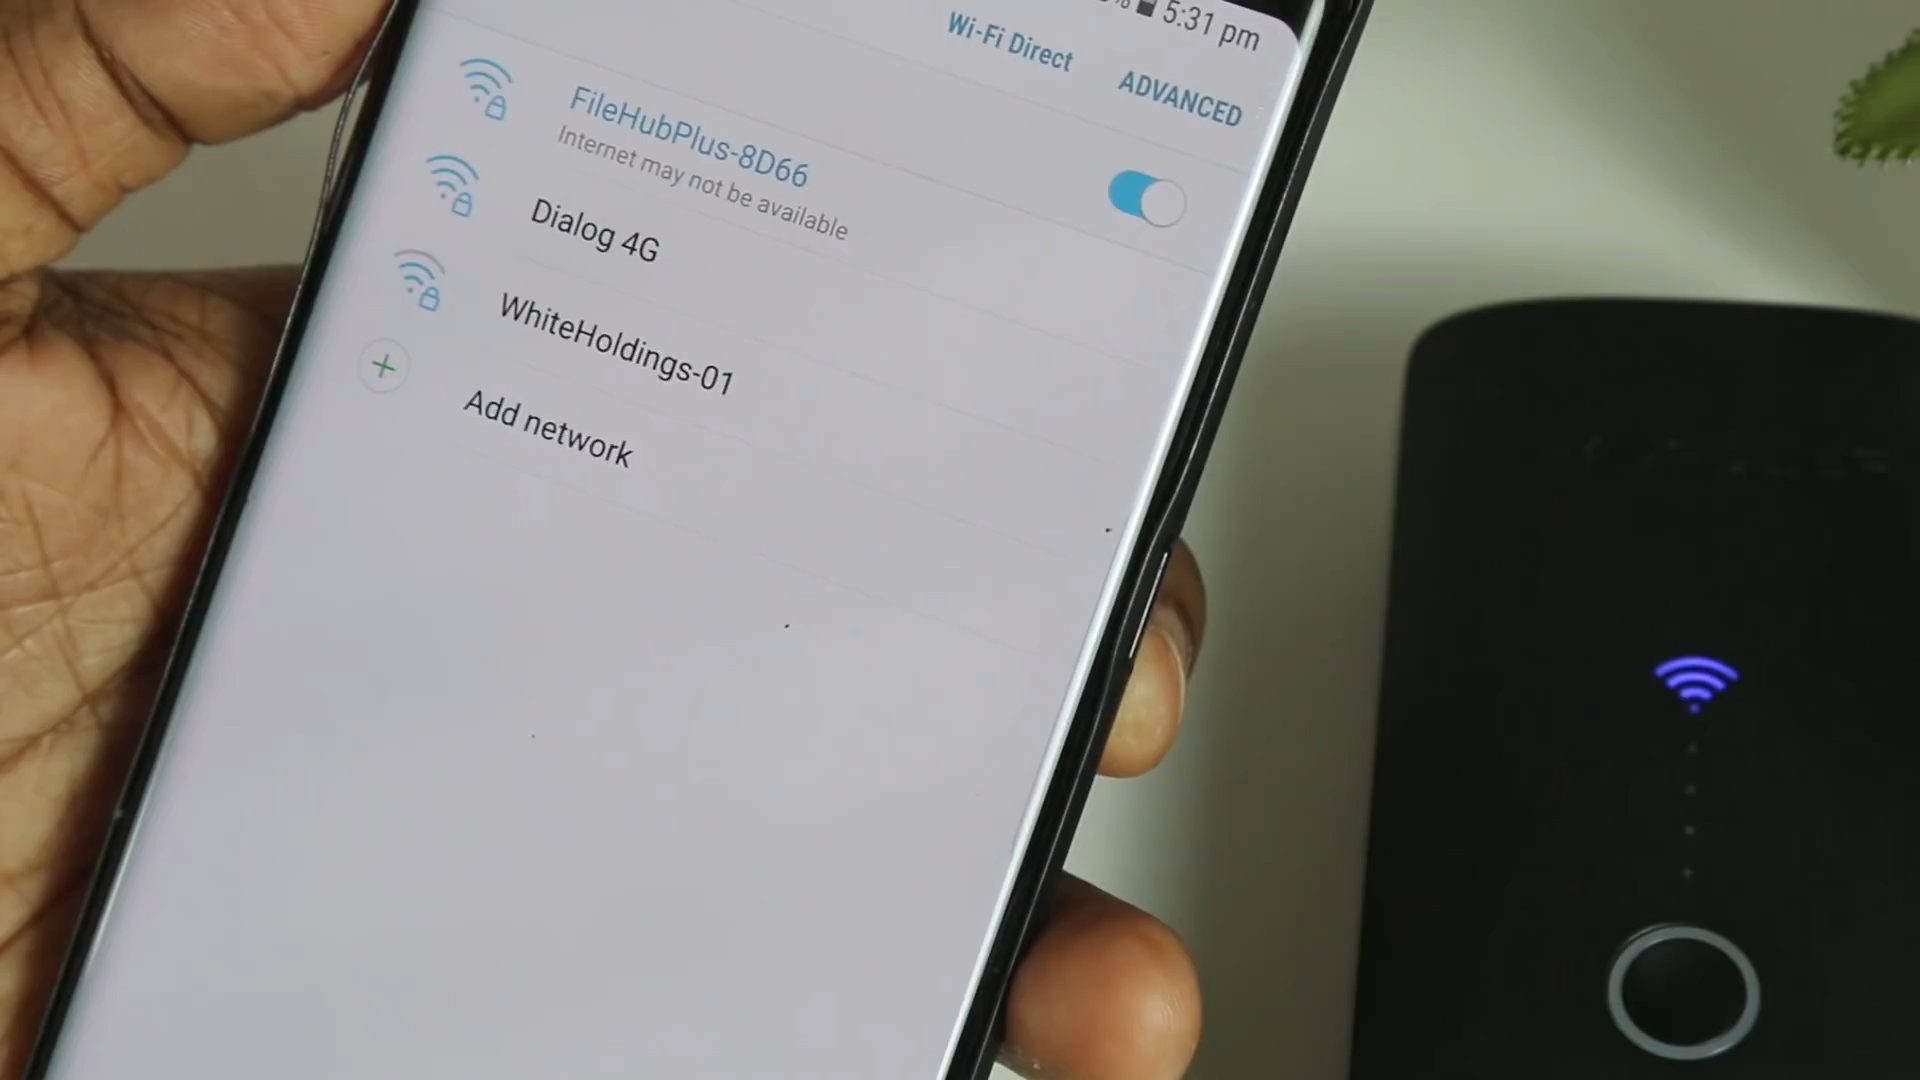 5:31 pm
Wi-Fi Direct ADVANCED
FileHubPlus-8D66
Internet may not be available
Dialog 4G
WhiteHoldings-01
Add network